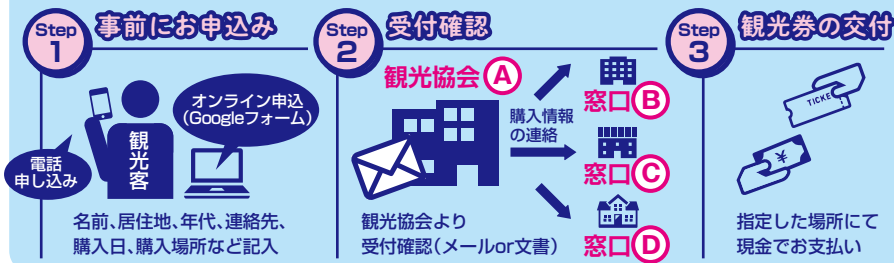 Step 1 事前にお申込み
電話
申し込み
観光客
オンライン申込
(Googleフォーム)
名前、居住地、年代、連絡先、
購入日、購入場所など記入
Step 2 受付確認
観光協会 A
購入情報
の連絡
窓口 B
窓口 C
窓口 D
観光協会より
受付確認(メールor文書)
Step 3 観光券の交付
TICKET
¥
指定した場所にて
現金でお支払い